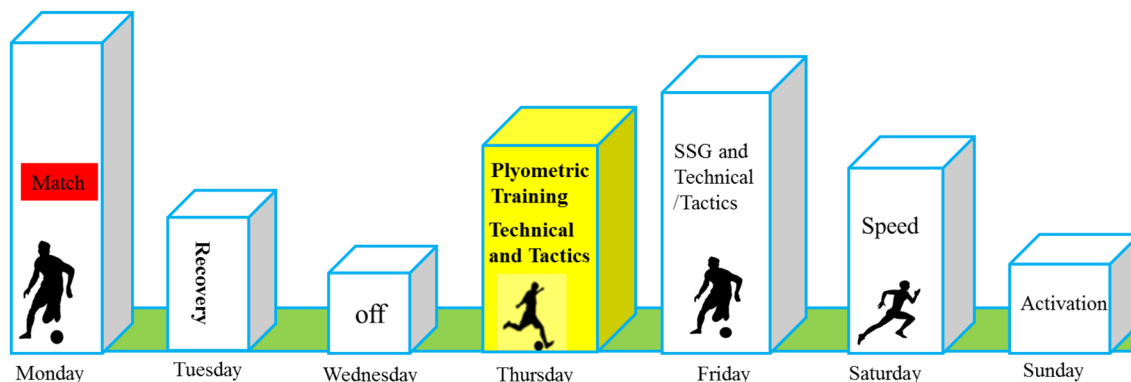 Match
Recovery
off
Plyometric
Training
Technical
and Tactics
SSG and
Technical
/Tactics
Speed
Activation
Monday
Tuesday
Wednesday
Thursday
Friday
Saturday
Sunday